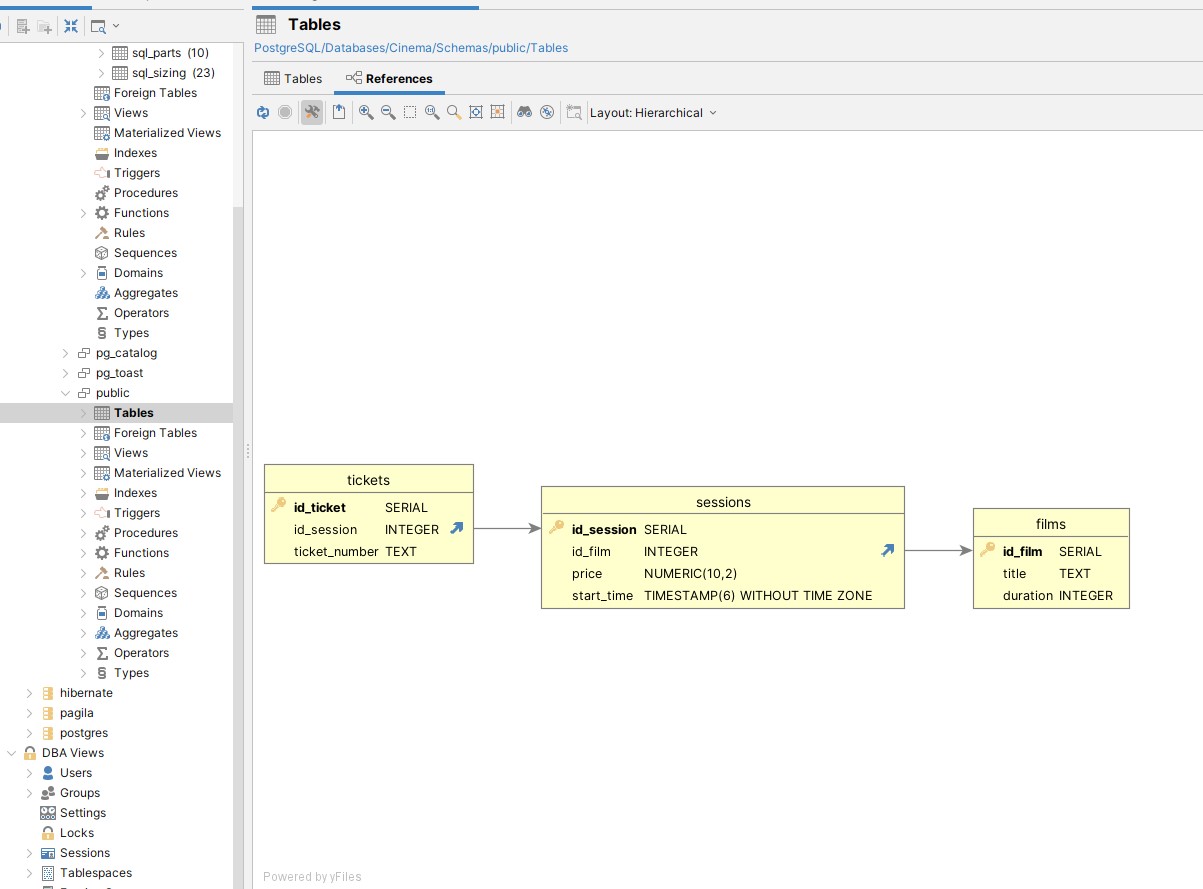 sql_parts (10)
sql_sizing (23)
Foreign Tables
Views
Materialized Views
Indexes
Triggers
Procedures
Functions
Rules
Sequences
Domains
Aggregates
Operators
Types
pg_catalog
pg_toast
public
Tables
Foreign Tables
Views
Materialized Views
Indexes
Triggers
Procedures
Functions
Rules
Sequences
Domains
Aggregates
Operators
Types
hibernate
pagila
postgres
DBA Views
Users
Groups
Settings
Locks
Sessions
Tablespaces
Tables
PostgreSQL/Databases/Cinema/Schemas/public/Tables
Tables References
Layout: Hierarchical
tickets
id_ticket SERIAL
id_session INTEGER
ticket_number TEXT
sessions
id_session SERIAL
id_film INTEGER
price NUMERIC(10,2)
start_time TIMESTAMP(6) WITHOUT TIME ZONE
films
id_film SERIAL
title TEXT
duration INTEGER
Powered by yFiles